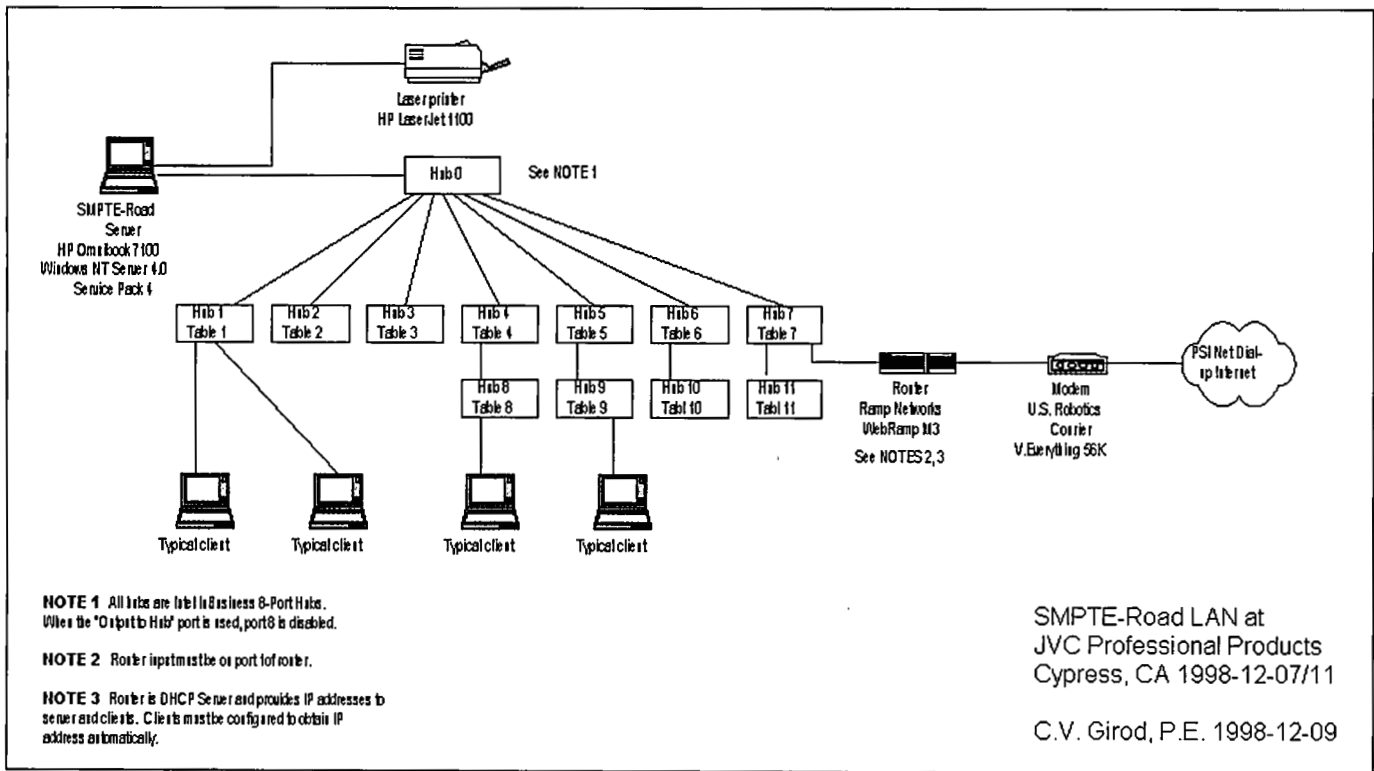 Laser printer
HP LaserJet 1100
Hub 0
See NOTE 1
SMPTE-Road
Server
HP Omnibook 7100
Windows NT Server 4.0
Service Pack 4
Hub 1
Table 1
Hub 2
Table 2
Hub 3
Table 3
Hub 4
Table 4
Hub 5
Table 5
Hub 6
Table 6
Hub 7
Table 7
Hub 8
Table 8
Hub 9
Table 9
Hub 10
Tabl 10
Hub 11
Tabl 11
Router
Ramp Networks
WebRamp M3
See NOTES 2, 3
Modem
U.S. Robotics
Courier
V.Everything 56K
PSI Net Dial-
up Internet
Typical client
Typical client
Typical client
Typical client
NOTE 1 All hubs are Intel InBusiness 8-Port Hubs.
When the "Output to Hub" port is used, port 8 is disabled.
NOTE 2 Router input must be on port 1 of router.
NOTE 3 Router is DHCP Server and provides IP addresses to
server and clients. Clients must be configured to obtain IP
address automatically.
SMPTE-Road LAN at
JVC Professional Products
Cypress, CA 1998-12-07/11
C.V. Girod, P.E. 1998-12-09